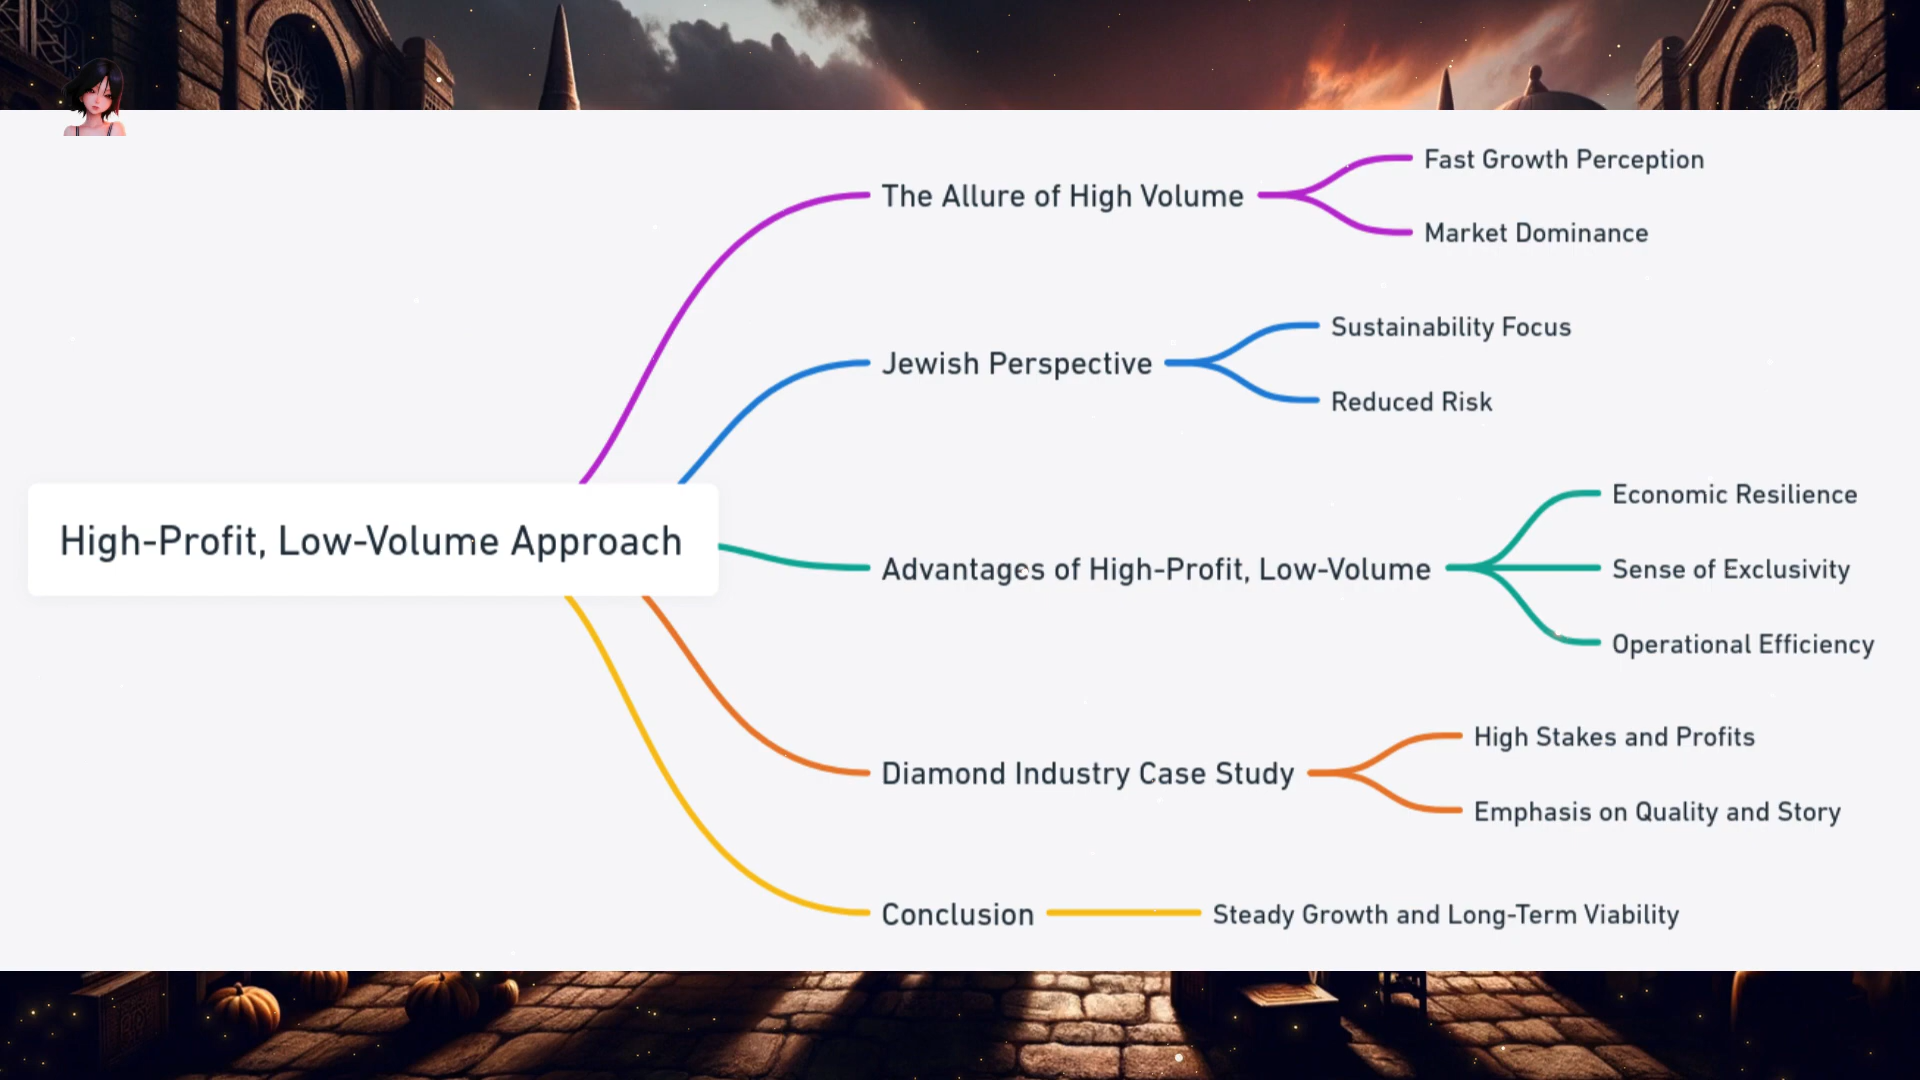 High-Profit, Low-Volume Approach
The Allure of High Volume
Fast Growth Perception
Market Dominance
Jewish Perspective
Sustainability Focus
Reduced Risk
Advantages of High-Profit, Low-Volume
Economic Resilience
Sense of Exclusivity
Operational Efficiency
Diamond Industry Case Study
High Stakes and Profits
Emphasis on Quality and Story
Conclusion
Steady Growth and Long-Term Viability